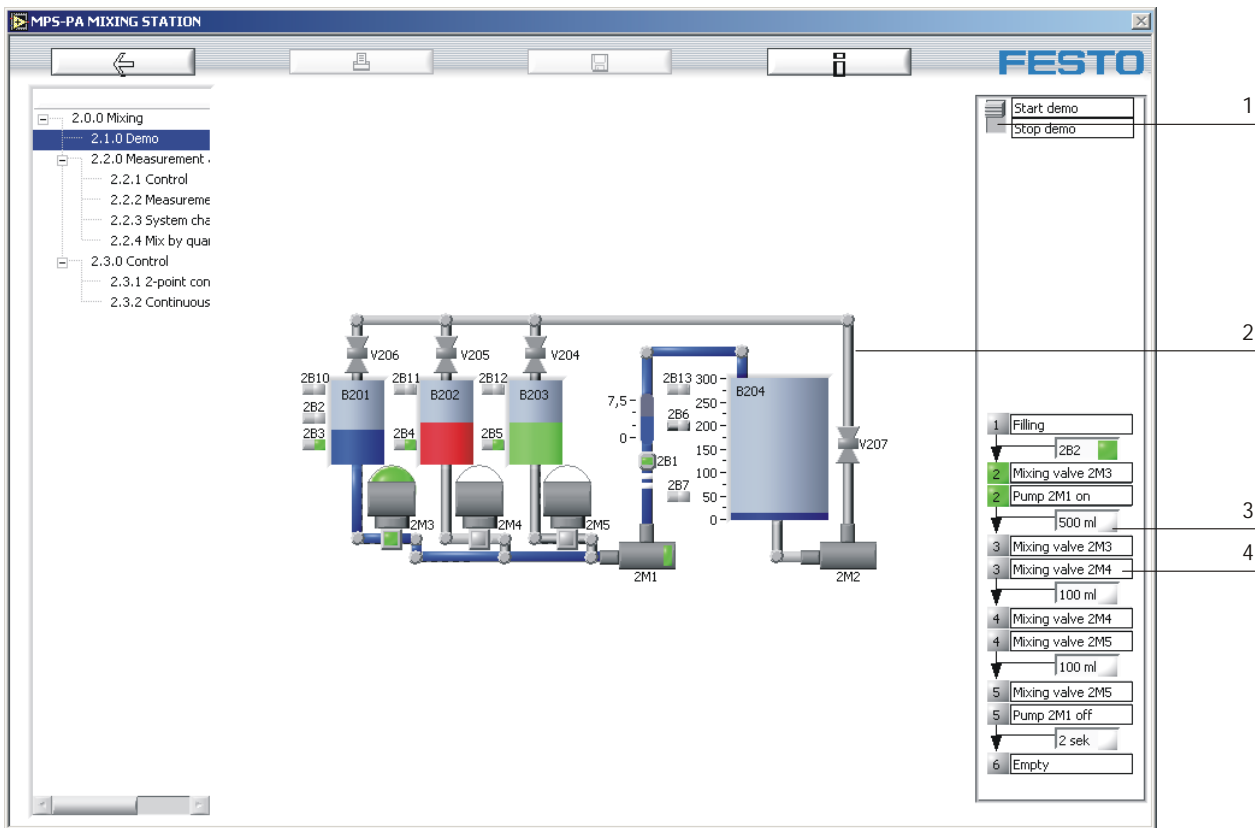 MPS-PA MIXING STATION
FESTO
2.0.0 Mixing
2.1.0 Demo
2.2.0 Measurement
2.2.1 Control
2.2.2 Measureme
2.2.3 System cha
2.2.4 Mix by quan
2.3.0 Control
2.3.1 2-point con
2.3.2 Continuous
V206
V205
V204
2B10
2B11
2B12
B201
B202
B203
2B2
2B3
2B4
2B5
2M3
2M4
2M5
7,5
0
2B1
2M1
2B13
2B6
2B7
300
250
200
150
100
50
0
B204
V207
2M2
Start demo
Stop demo
1 Filling
2B2
2 Mixing valve 2M3
2 Pump 2M1 on
500 ml
3 Mixing valve 2M3
3 Mixing valve 2M4
100 ml
4 Mixing valve 2M4
4 Mixing valve 2M5
100 ml
5 Mixing valve 2M5
5 Pump 2M1 off
2 sek
6 Empty
1
2
3
4